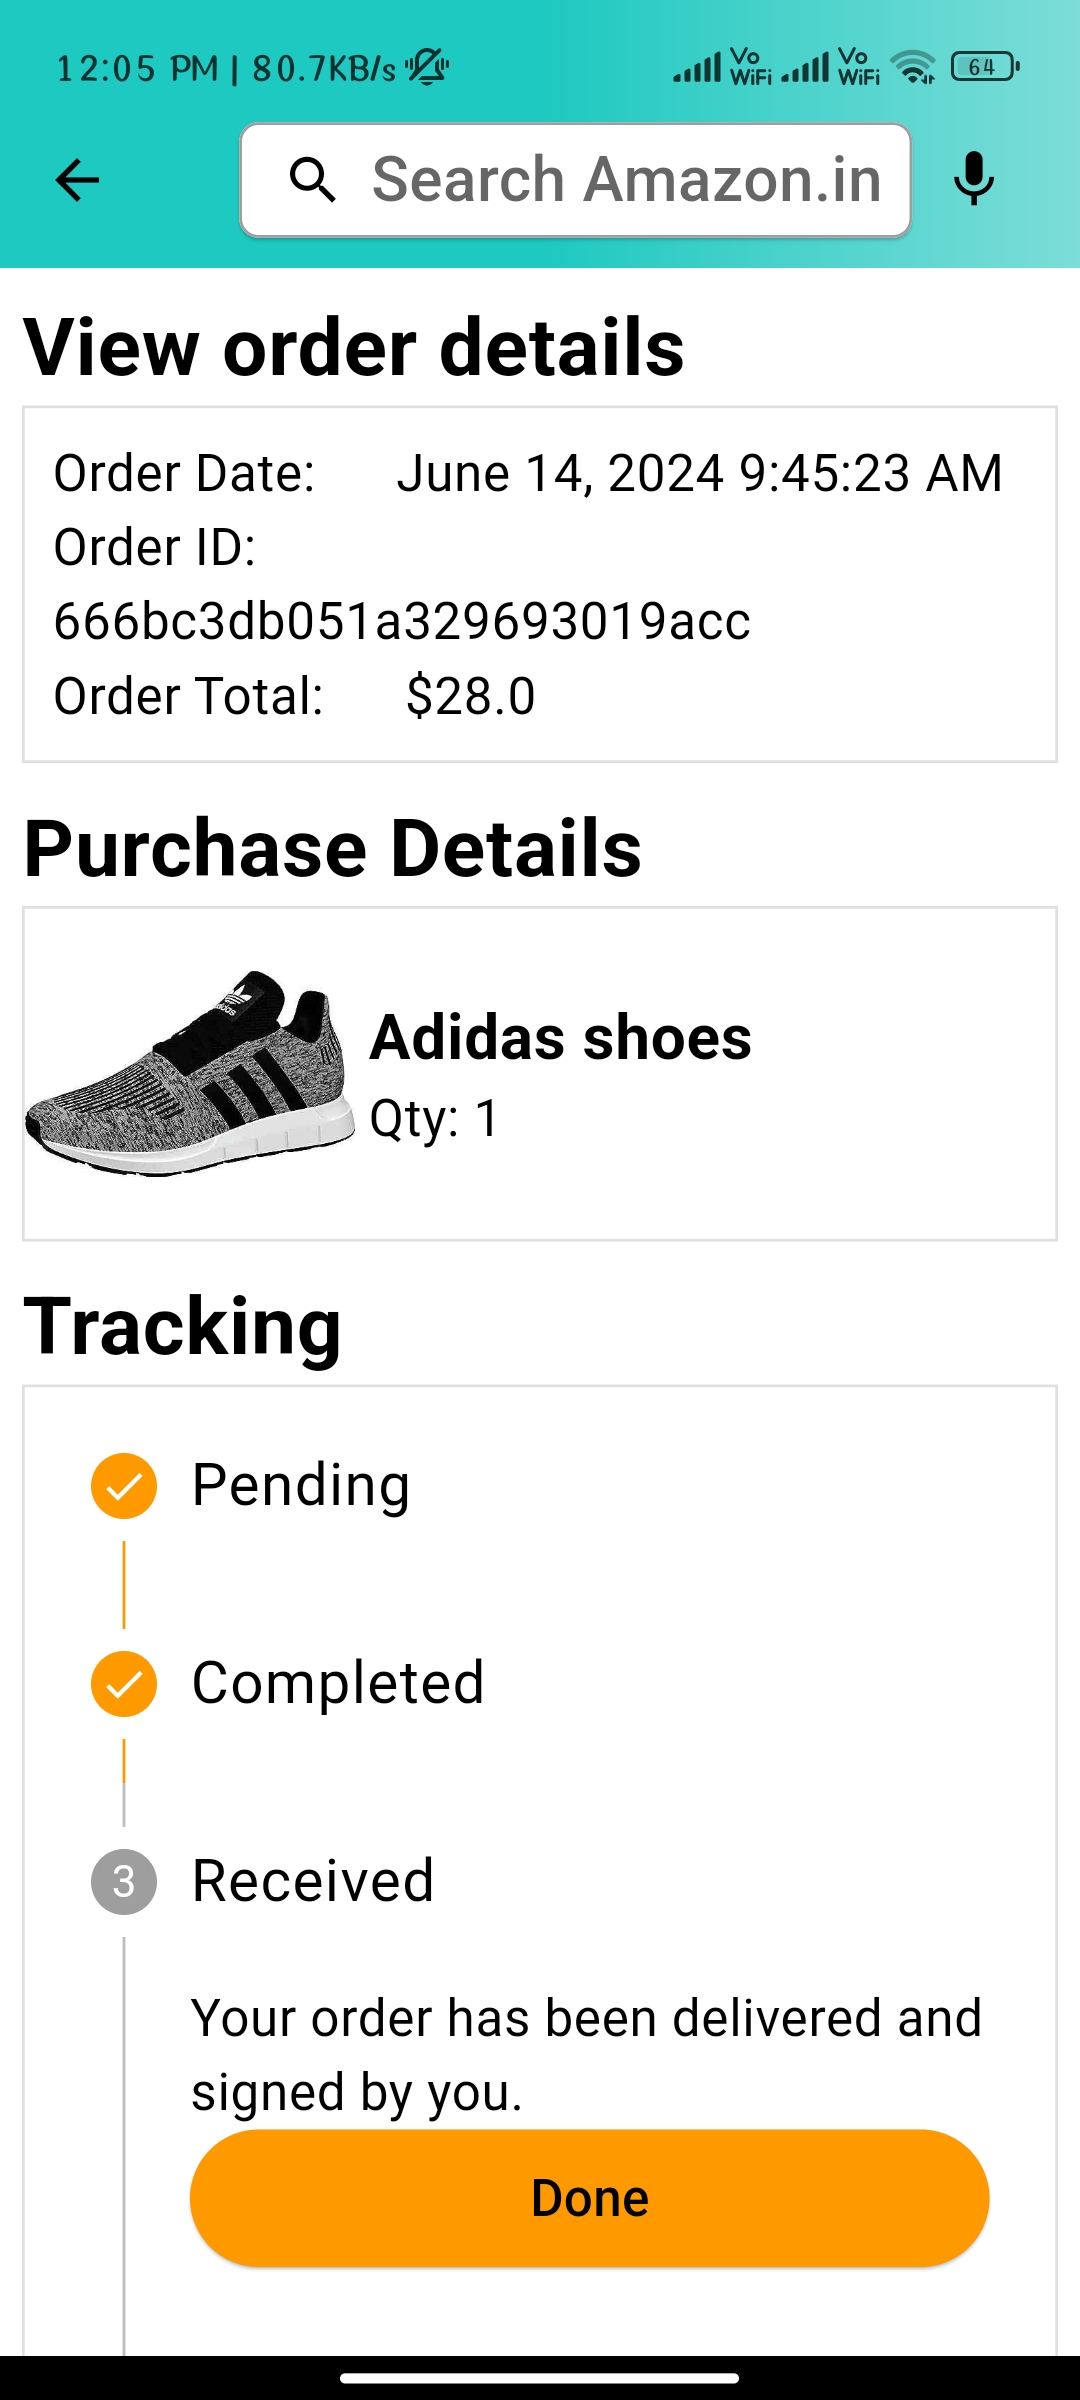 12:05 PM | 80.7KB/s Vo WiFi Vo WiFi 64
Search Amazon.in
View order details
Order Date: June 14, 2024 9:45:23 AM
Order ID:
666bc3db051a329693019acc
Order Total: $28.0
Purchase Details
adidas
Adidas shoes
Qty: 1
Tracking
Pending
Completed
3 Received
Your order has been delivered and
signed by you.
Done